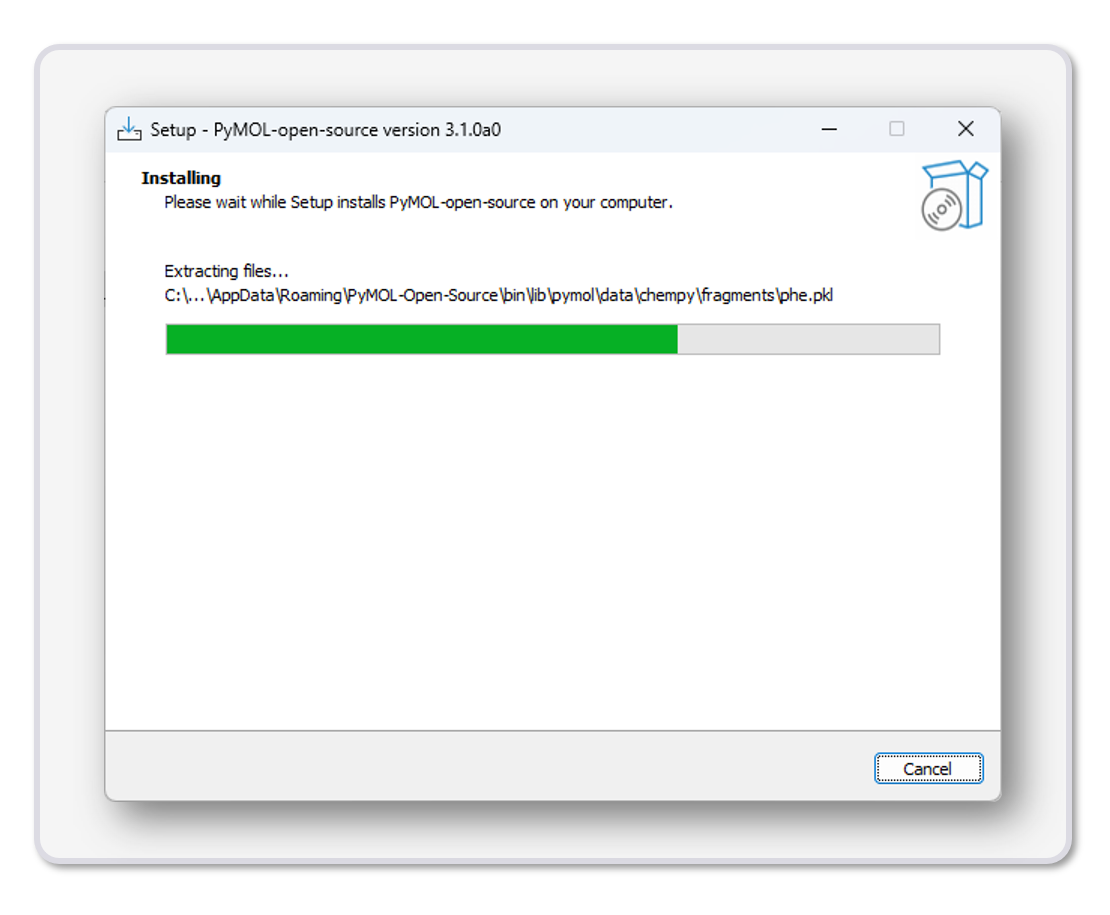 Setup - PyMOL-open-source version 3.1.0a0
Installing
Please wait while Setup installs PyMOL-open-source on your computer.
Extracting files...
C:\...\AppData\Roaming\PyMOL-Open-Source\bin\lib\pymol\data\chempy\fragments\phe.pkl
Cancel